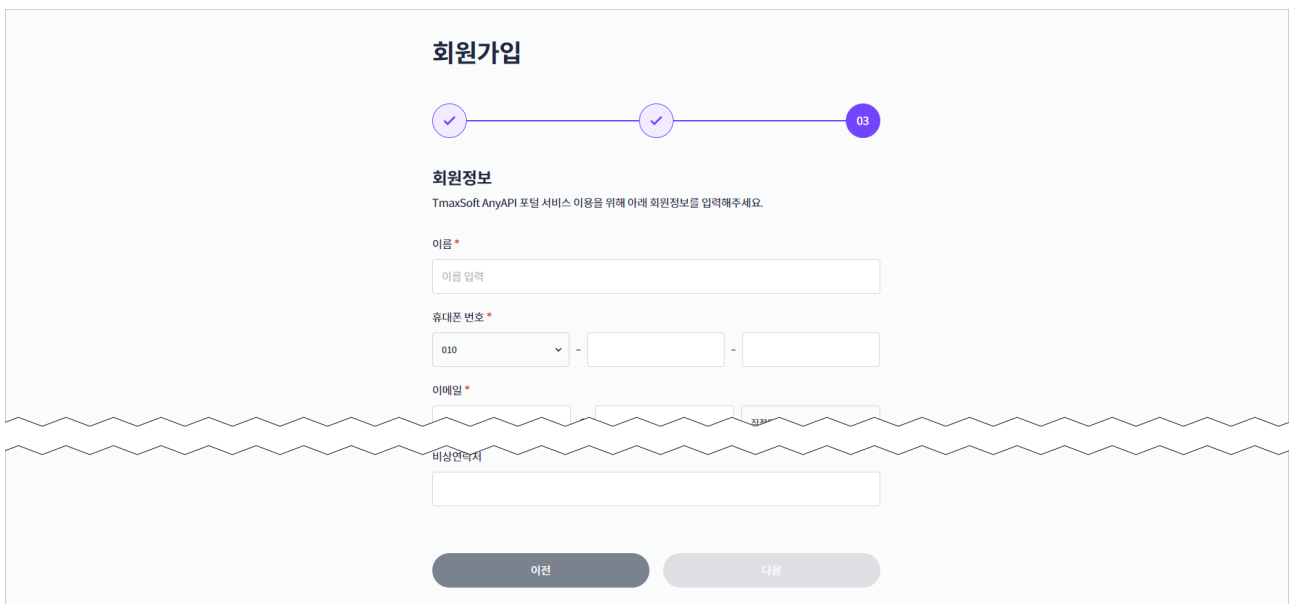 회원가입
03
회원정보
TmaxSoft AnyAPI 포털 서비스 이용을 위해 아래 회원정보를 입력해주세요.
이름 *
이름 입력
휴대폰 번호 *
010 - -
이메일 *
비상연락처
이전 다음